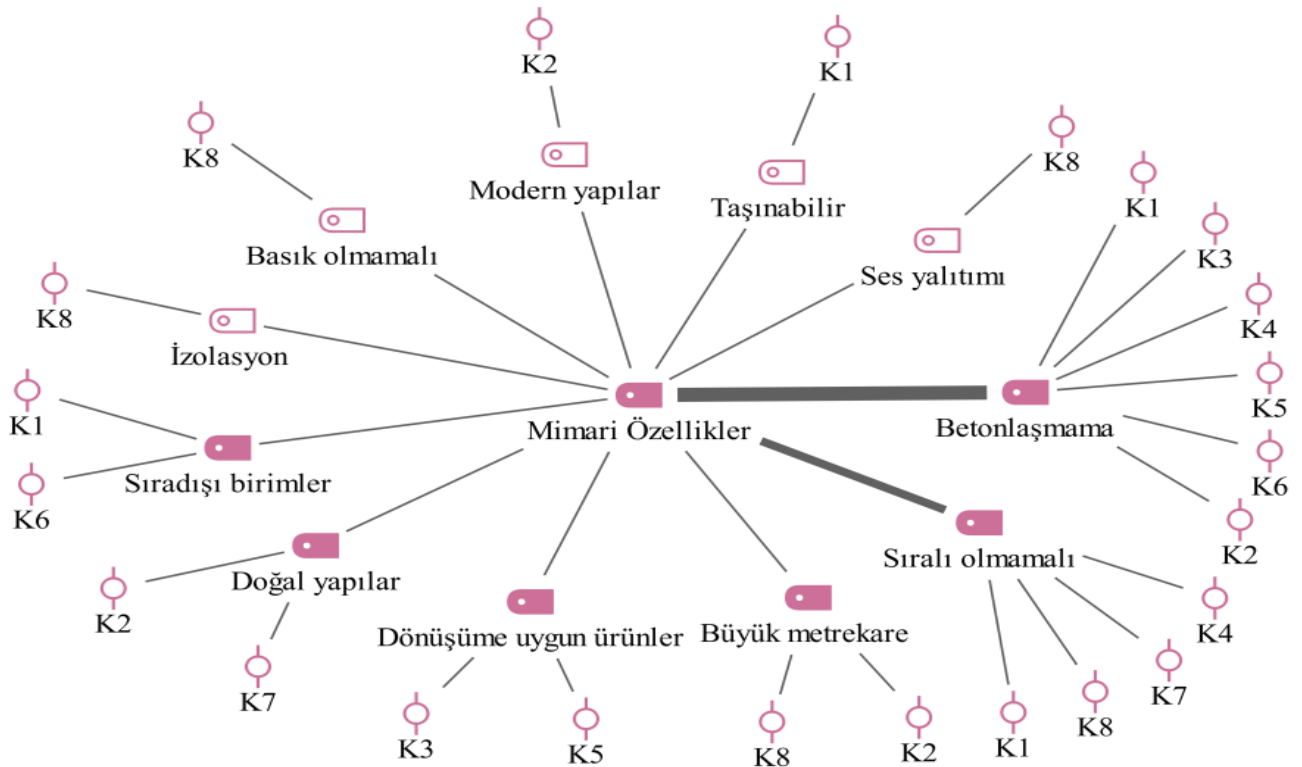 K2
K1
K8
K8
K1
Modern yapılar
Taşınabilir
K3
Basık olmamalı
Ses yalıtımı
K8
K4
İzolasyon
K5
K1
Mimari Özellikler
Betonlaşmama
K6
Sıradışı birimler
K6
K2
Sıralı olmamalı
Doğal yapılar
K2
K4
Dönüşüme uygun ürünler
Büyük metrekare
K7
K7
K8
K1
K3
K5
K8
K2